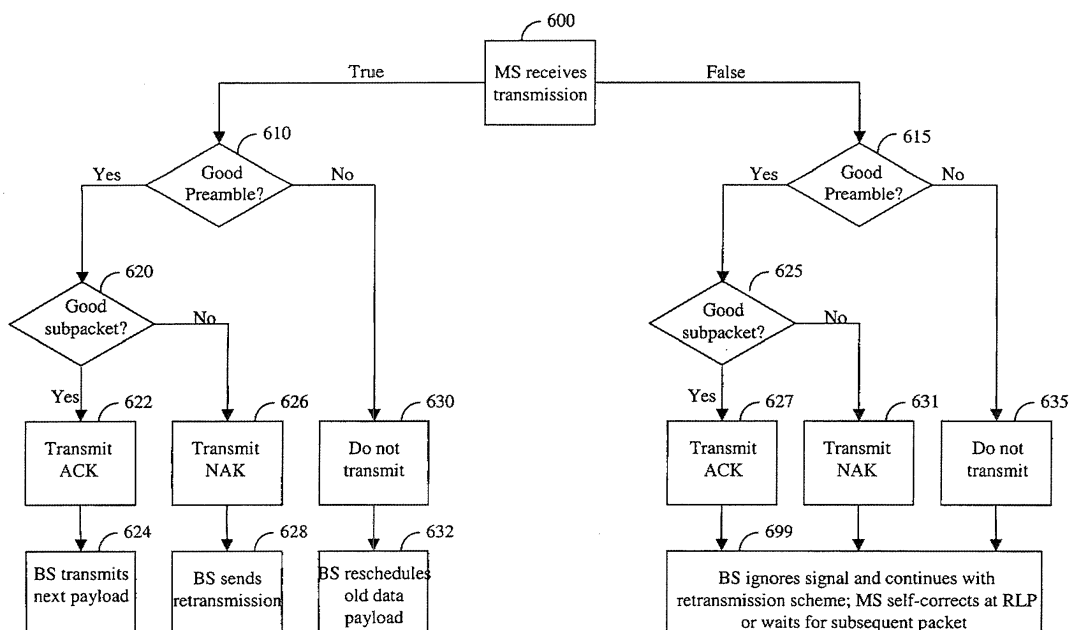 600
MS receives
transmission
True
False
610
Good
Preamble?
Yes
No
615
Good
Preamble?
Yes
No
620
Good
subpacket?
No
Yes
625
Good
subpacket?
No
Yes
622
Transmit
ACK
626
Transmit
NAK
630
Do not
transmit
627
Transmit
ACK
631
Transmit
NAK
635
Do not
transmit
624
BS transmits
next payload
628
BS sends
retransmission
632
BS reschedules
old data
payload
699
BS ignores signal and continues with
retransmission scheme; MS self-corrects at RLP
or waits for subsequent packet